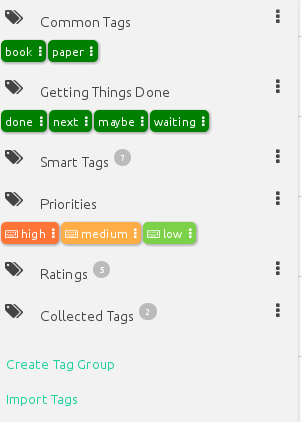 Common Tags
book paper
Getting Things Done
done next maybe waiting
Smart Tags 7
Priorities
high medium low
Ratings 5
Collected Tags 2
Create Tag Group
Import Tags